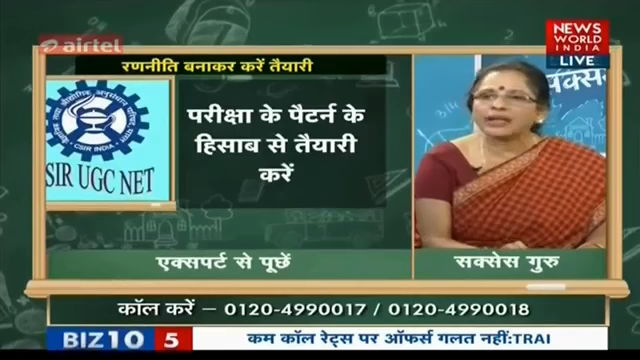 airtel
रणनीति बनाकर करें तैयारी
NEWS
WORLD
INDIA
LIVE
CSIR INDIA
SIR UGC NET
परीक्षा के पैटर्न के
हिसाब से तैयारी
करें
एक्सपर्ट से पूछें
सक्सेस गुरु
कॉल करें – 0120-4990017 / 0120-4990018
BIZ10 5 कम कॉल रेट्स पर ऑफर्स गलत नहीं:TRAI